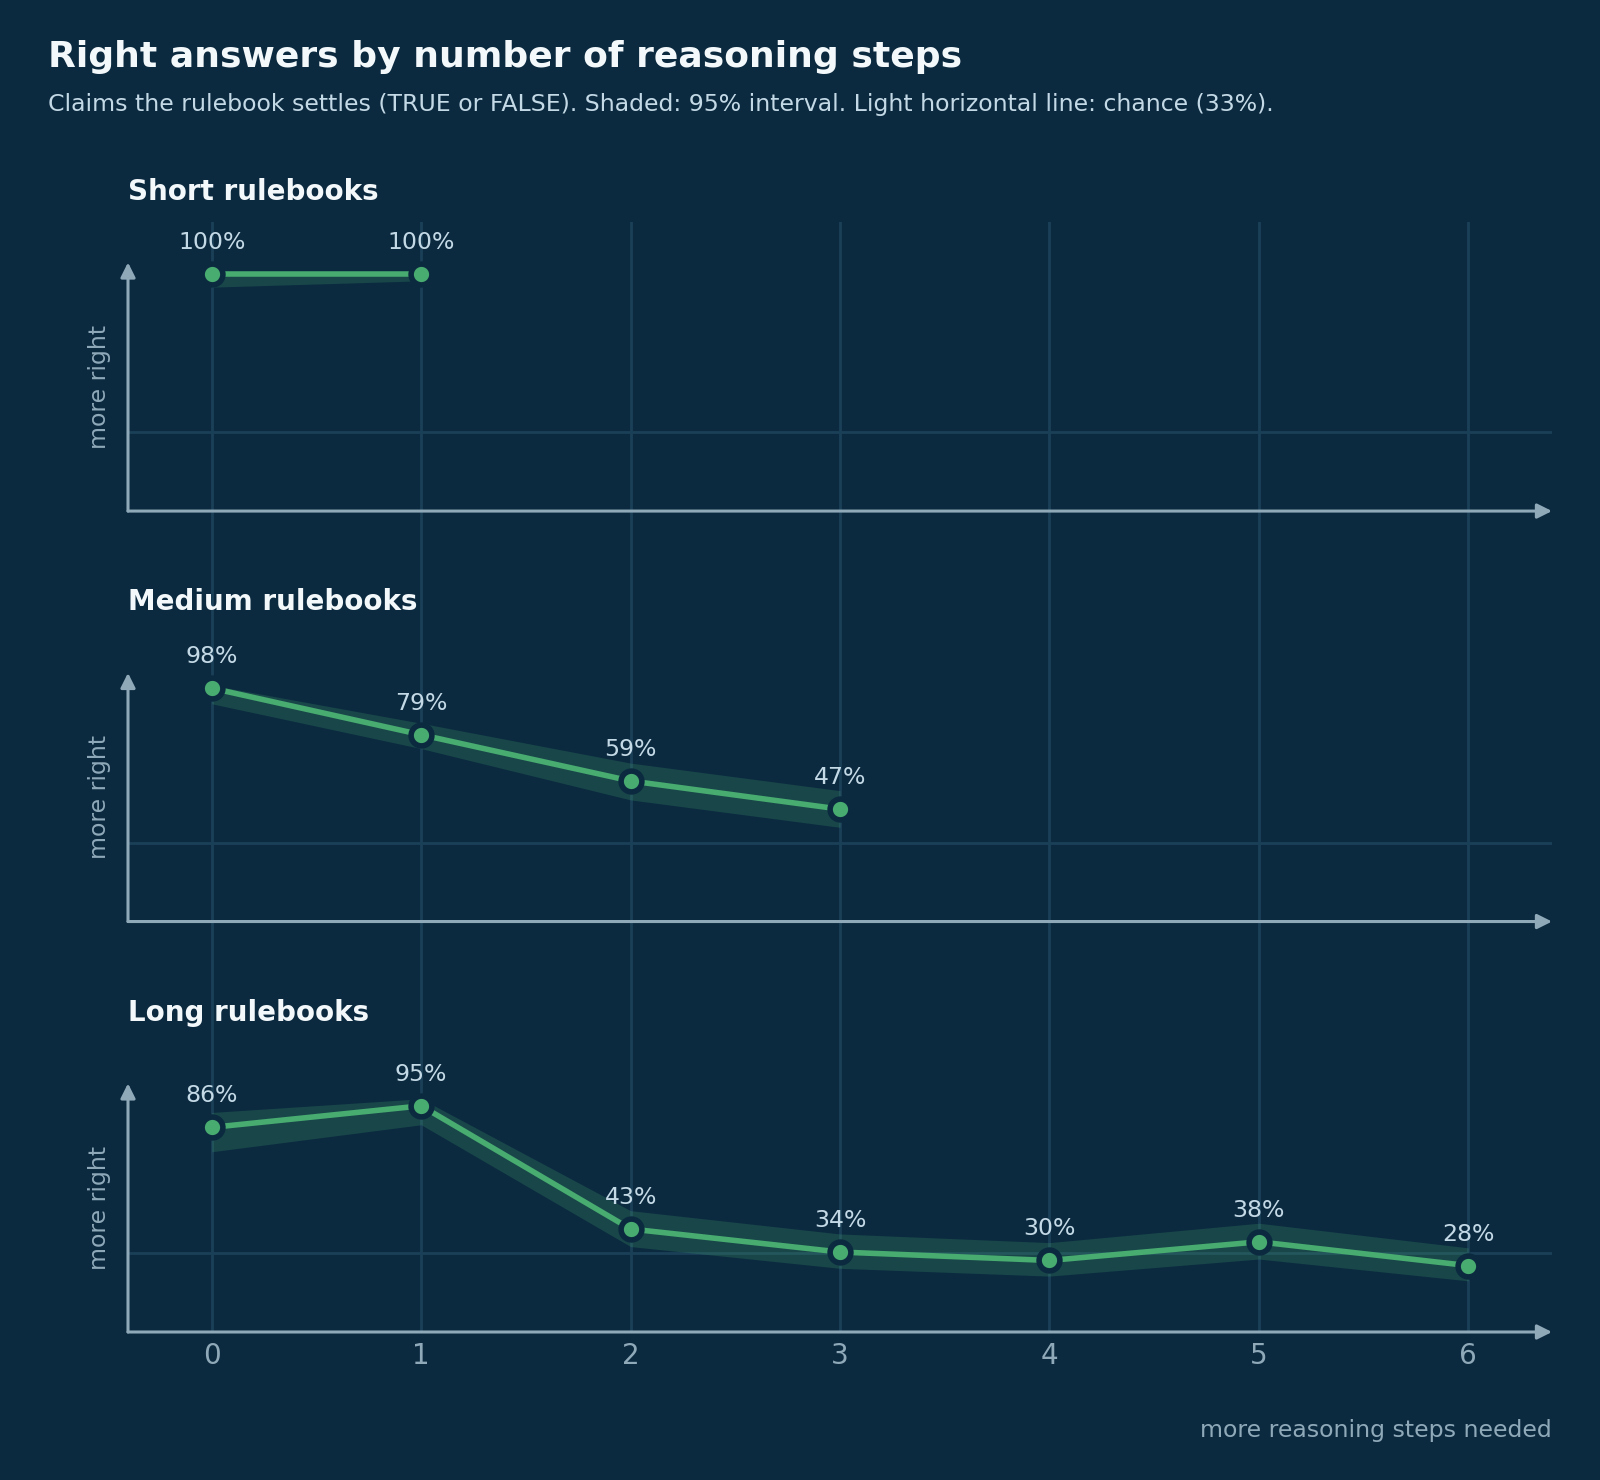 Right answers by number of reasoning steps
Claims the rulebook settles (TRUE or FALSE). Shaded: 95% interval. Light horizontal line: chance (33%).
Short rulebooks
100% 100%
more right
Medium rulebooks
98%
79%
59%
47%
more right
Long rulebooks
86%
95%
43%
34%
30%
38%
28%
more right
0 1 2 3 4 5 6
more reasoning steps needed